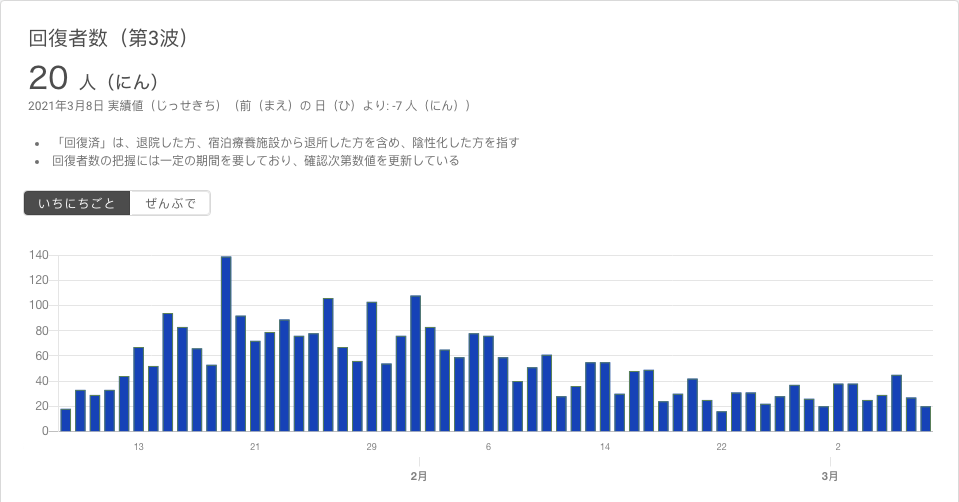 回復者数（第3波）
20 人（にん）
2021年3月8日 実績値（じっせきち）（前（まえ）の 日（ひ）より: -7 人（にん））
• 「回復済」は、退院した方、宿泊療養施設から退所した方を含め、陰性化した方を指す
• 回復者数の把握には一定の期間を要しており、確認次第数値を更新している
いちにちごと ぜんぶで
140
120
100
80
60
40
20
0
13 21 29 6 14 22 2
2月 3月